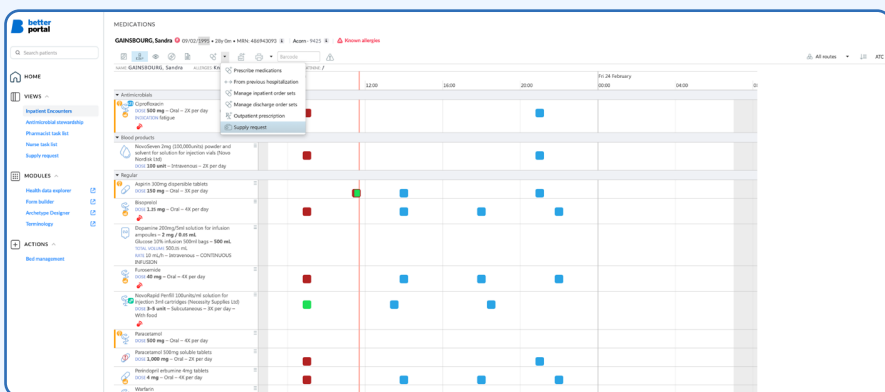 better
portal
Search patients
HOME
VIEWS
Inpatient Encounters
Antimicrobial stewardship
Pharmacist task list
Nurse task list
Supply request
MODULES
Health data explorer
Form builder
Archetype Designer
Terminology
ACTIONS
Bed management
MEDICATIONS
GAINSBOURG, Sandra 09/02/1995 • 28y 0m • MRN: 486943093 Acorn - 9425 Known allergies
Barcode
All routes
ATC
NAME GAINSBOURG, Sandra
Prescribe medications
From previous hospitalization
Manage inpatient order sets
Manage discharge order sets
Outpatient prescription
Supply request
Fri 24 February
12:00 16:00 20:00 00:00 04:00
Antimicrobials
Ciprofloxacin
DOSE 500 mg – Oral – 2X per day
INDICATION fatigue
Blood products
NovoSeven 2mg (100,000units) powder and
solvent for solution for injection vials (Novo
Nordisk Ltd)
DOSE 100 unit – Intravenous – 2X per day
Regular
Aspirin 300mg dispersible tablets
DOSE 150 mg – Oral – 3X per day
Bisoprolol
DOSE 1.25 mg – Oral – 4X per day
Dopamine 200mg/5ml solution for infusion
ampoules – 2 mg / 0.05 mL
Glucose 10% infusion 500ml bags – 500 mL
TOTAL VOLUME 500.05 mL
RATE 10 mL/h – Intravenous – CONTINUOUS
INFUSION
Furosemide
DOSE 40 mg – Oral – 4X per day
NovoRapid Penfill 100units/ml solution for
injection 3ml cartridges (Necessity Supplies Ltd)
DOSE 3–5 unit – Subcutaneous – 3X per day –
With food
Paracetamol
DOSE 500 mg – Oral – 4X per day
Paracetamol 500mg soluble tablets
DOSE 1,000 mg – Oral – 2X per day
Perindopril erbumine 4mg tablets
DOSE 4 mg – Oral – 4X per day
Warfarin